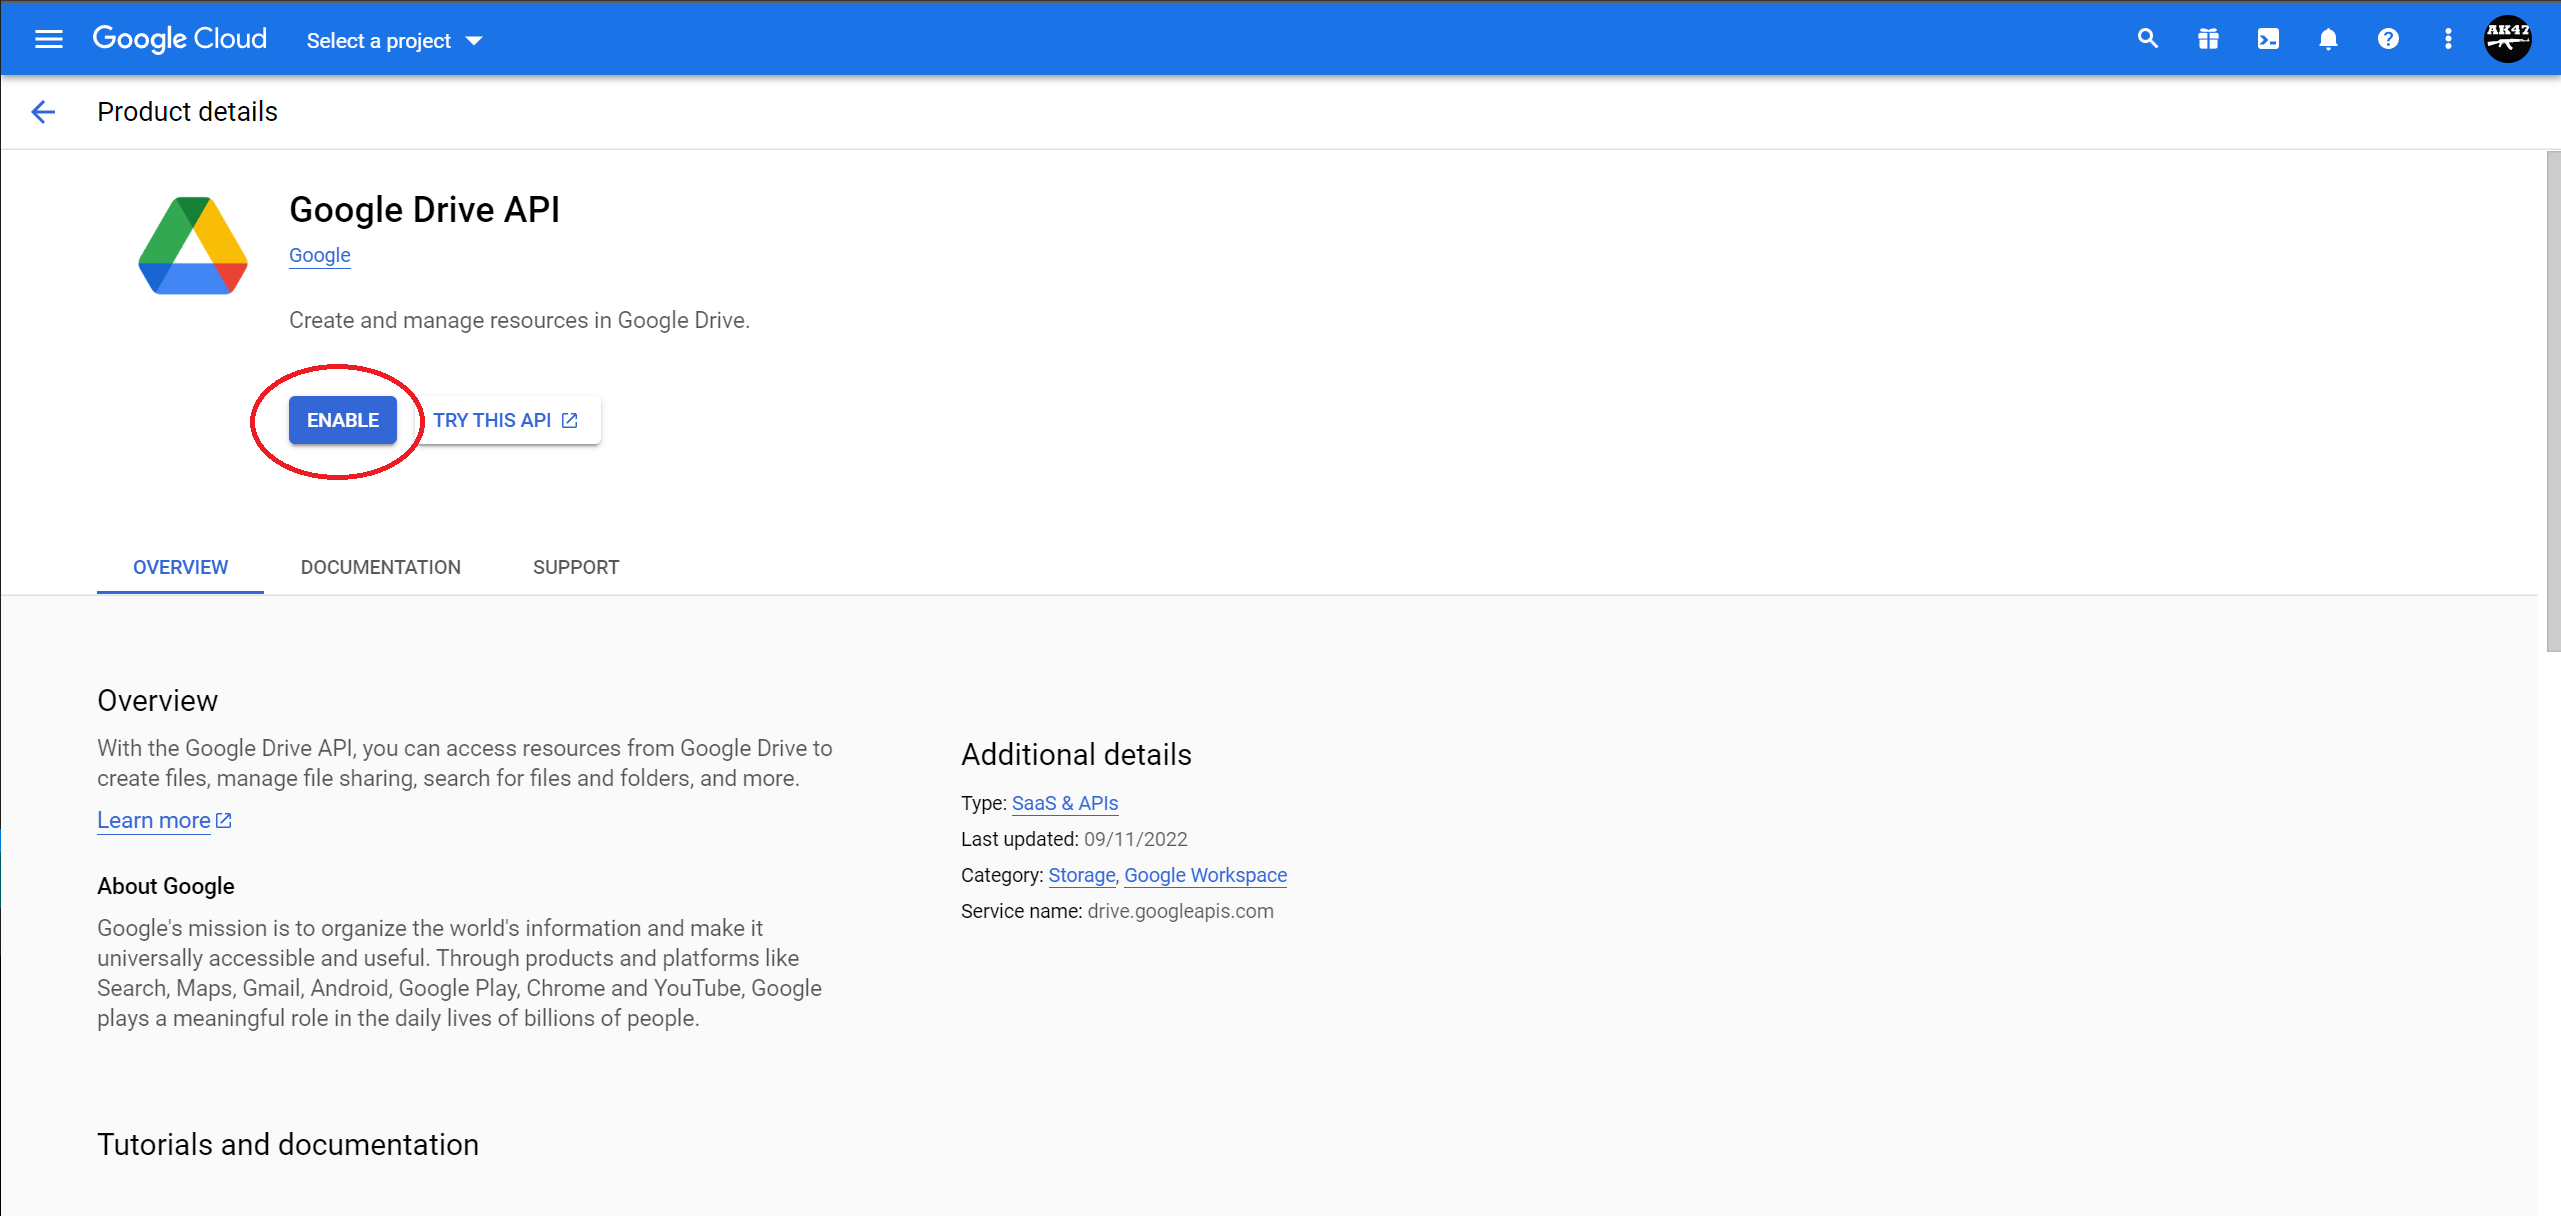 Google Cloud Select a project
AK47
Product details
Google Drive API
Google
Create and manage resources in Google Drive.
ENABLE TRY THIS API
OVERVIEW DOCUMENTATION SUPPORT
Overview
With the Google Drive API, you can access resources from Google Drive to
create files, manage file sharing, search for files and folders, and more.
Learn more
About Google
Google's mission is to organize the world's information and make it
universally accessible and useful. Through products and platforms like
Search, Maps, Gmail, Android, Google Play, Chrome and YouTube, Google
plays a meaningful role in the daily lives of billions of people.
Additional details
Type: SaaS & APIs
Last updated: 09/11/2022
Category: Storage, Google Workspace
Service name: drive.googleapis.com
Tutorials and documentation